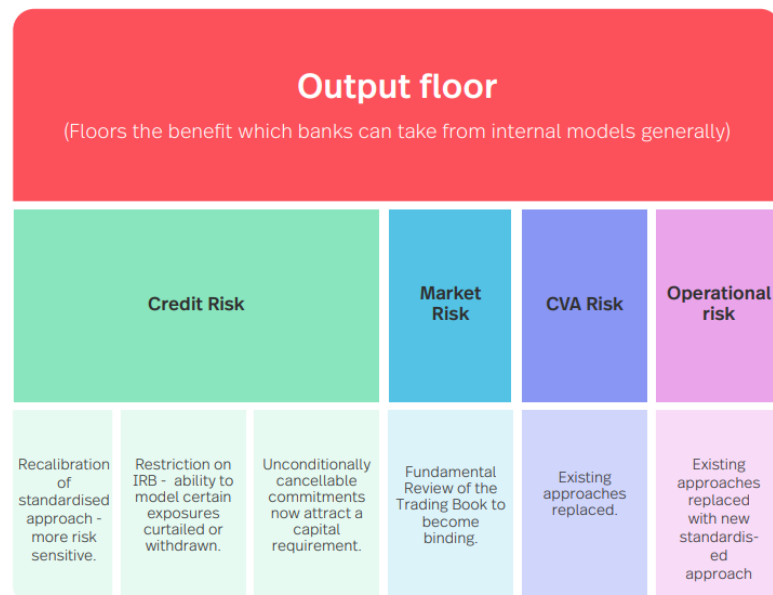 Output floor
(Floors the benefit which banks can take from internal models generally)
Credit Risk
Market
Risk
CVA Risk
Operational
risk
Recalibration
of
standardised
approach -
more risk
sensitive.
Restriction on
IRB - ability to
model certain
exposures
curtailed or
withdrawn.
Unconditionally
cancellable
commitments
now attract a
capital
requirement.
Fundamental
Review of the
Trading Book to
become
binding.
Existing
approaches
replaced.
Existing
approaches
replaced
with new
standardis-
ed
approach